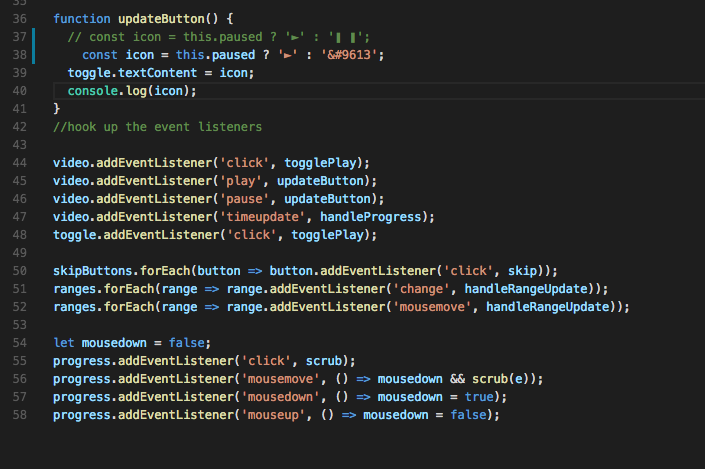 35
36 function updateButton() {
37 // const icon = this.paused ? '►' : '❚ ❚';
38 const icon = this.paused ? '►' : '&#9613';
39 toggle.textContent = icon;
40 console.log(icon);
41 }
42 //hook up the event listeners
43
44 video.addEventListener('click', togglePlay);
45 video.addEventListener('play', updateButton);
46 video.addEventListener('pause', updateButton);
47 video.addEventListener('timeupdate', handleProgress);
48 toggle.addEventListener('click', togglePlay);
49
50 skipButtons.forEach(button => button.addEventListener('click', skip));
51 ranges.forEach(range => range.addEventListener('change', handleRangeUpdate));
52 ranges.forEach(range => range.addEventListener('mousemove', handleRangeUpdate));
53
54 let mousedown = false;
55 progress.addEventListener('click', scrub);
56 progress.addEventListener('mousemove', () => mousedown && scrub(e));
57 progress.addEventListener('mousedown', () => mousedown = true);
58 progress.addEventListener('mouseup', () => mousedown = false);